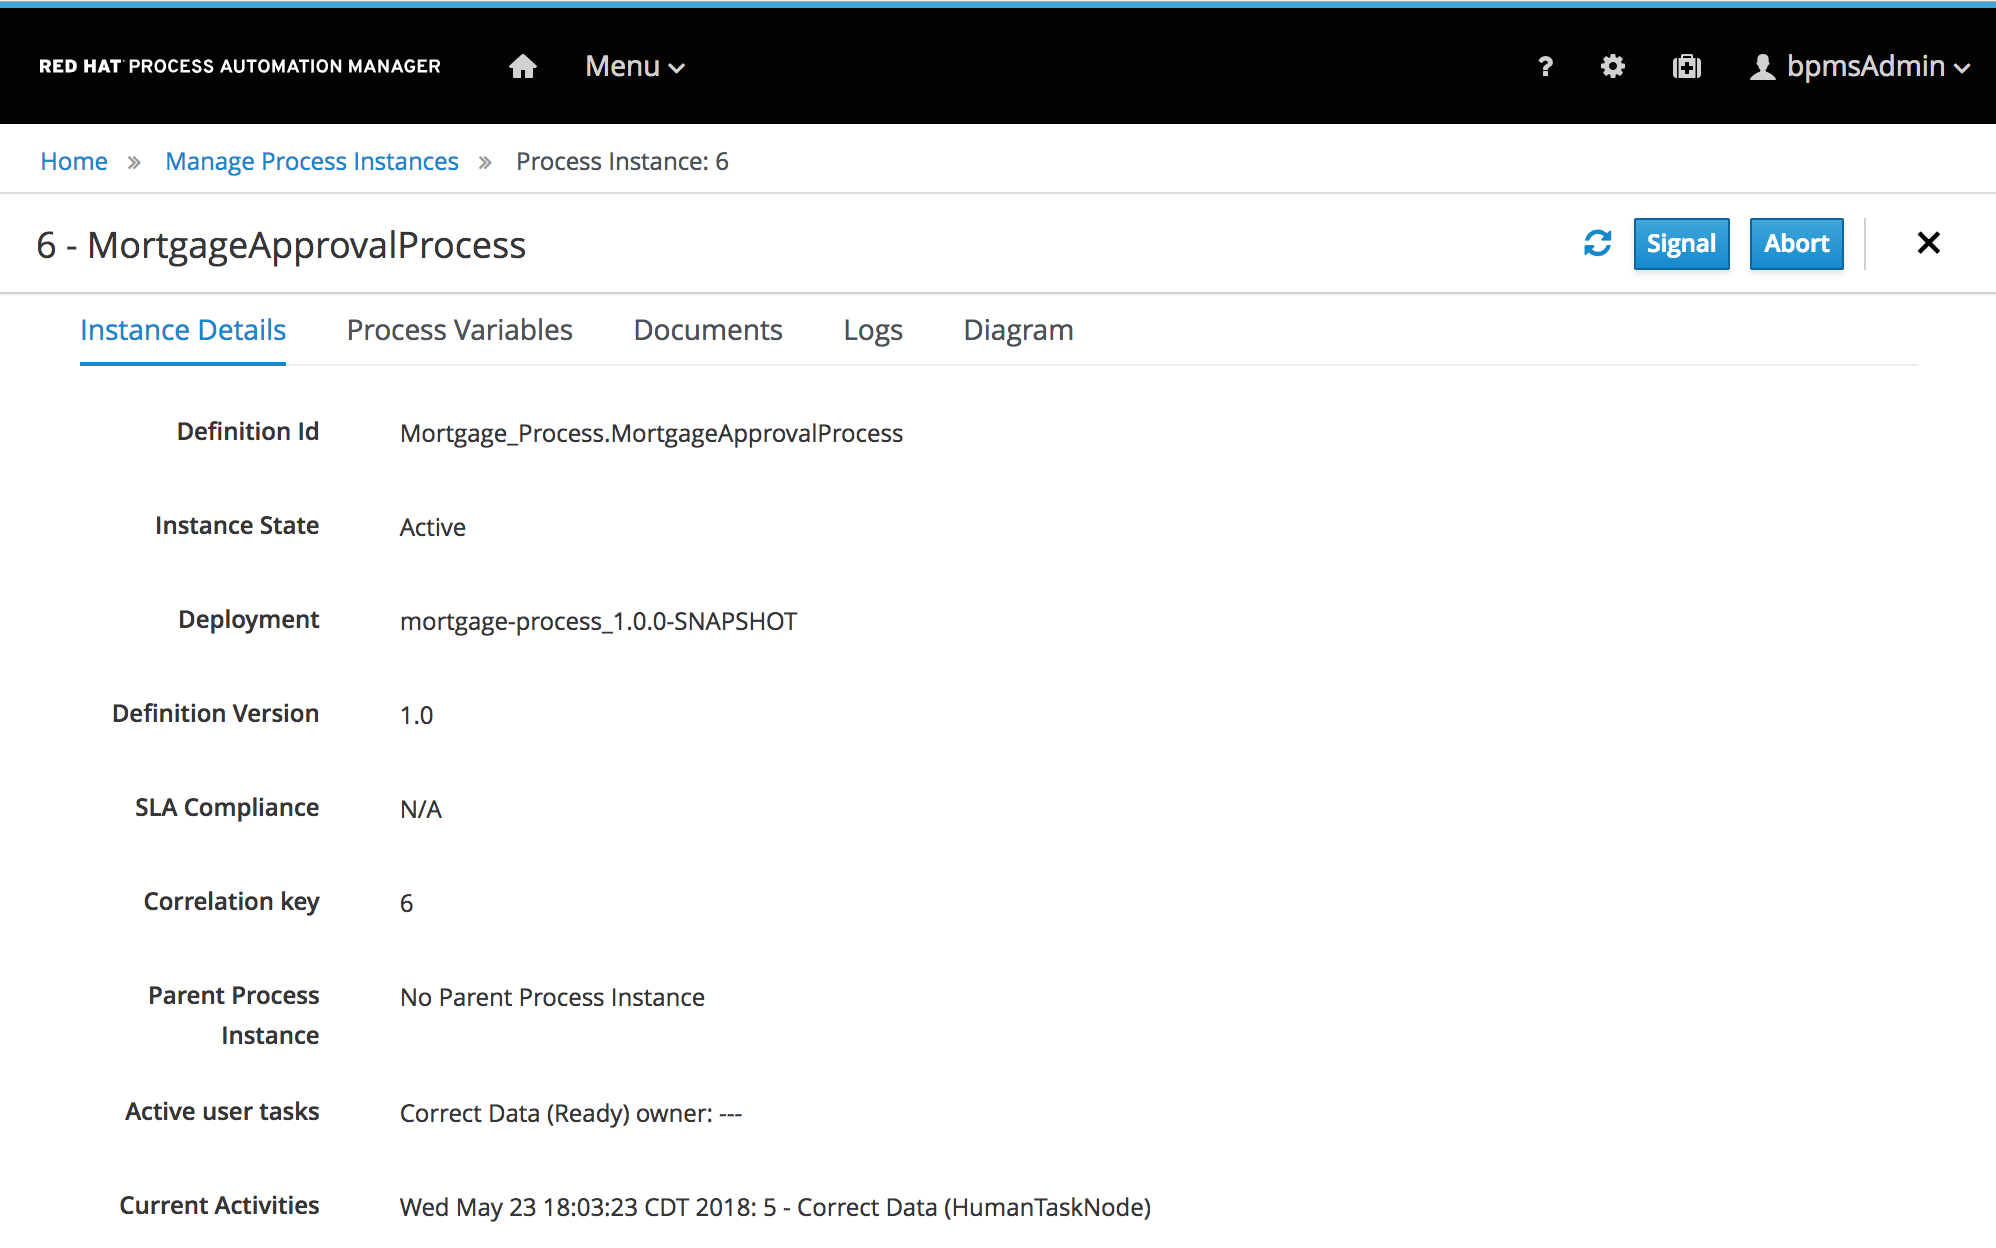 RED HAT PROCESS AUTOMATION MANAGER Menu ? bpmsAdmin
Home » Manage Process Instances » Process Instance: 6
6 - MortgageApprovalProcess Signal Abort
Instance Details Process Variables Documents Logs Diagram
Definition Id Mortgage_Process.MortgageApprovalProcess
Instance State Active
Deployment mortgage-process_1.0.0-SNAPSHOT
Definition Version 1.0
SLA Compliance N/A
Correlation key 6
Parent Process No Parent Process Instance
Instance
Active user tasks Correct Data (Ready) owner: ---
Current Activities Wed May 23 18:03:23 CDT 2018: 5 - Correct Data (HumanTaskNode)